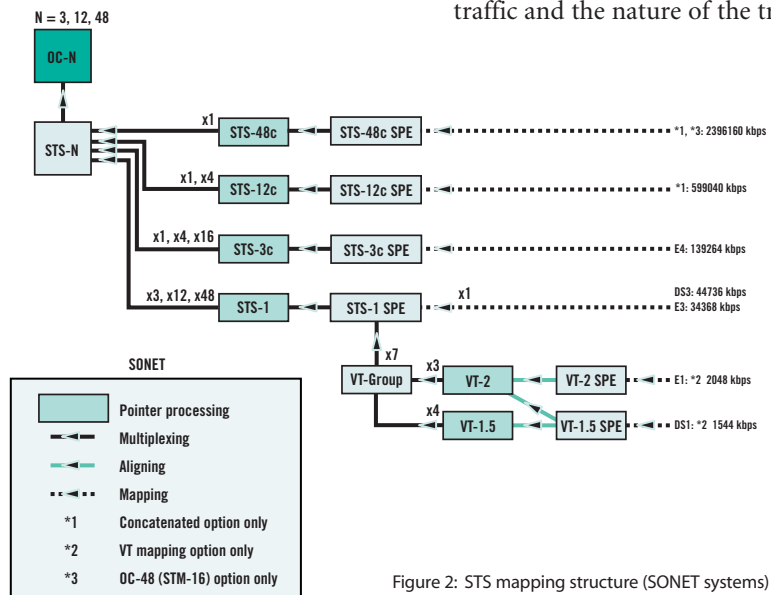 traffic and the nature of the tr
N = 3, 12, 48
OC-N
STS-N
x1
STS-48c
STS-48c SPE
*1, *3: 2396160 kbps
x1, x4
STS-12c
STS-12c SPE
*1: 599040 kbps
x1, x4, x16
STS-3c
STS-3c SPE
E4: 139264 kbps
x3, x12, x48
STS-1
STS-1 SPE
x1
DS3: 44736 kbps
E3: 34368 kbps
x7
VT-Group
x3
VT-2
VT-2 SPE
E1: *2 2048 kbps
x4
VT-1.5
VT-1.5 SPE
DS1: *2 1544 kbps
SONET
Pointer processing
Multiplexing
Aligning
Mapping
*1 Concatenated option only
*2 VT mapping option only
*3 OC-48 (STM-16) option only
Figure 2: STS mapping structure (SONET systems)